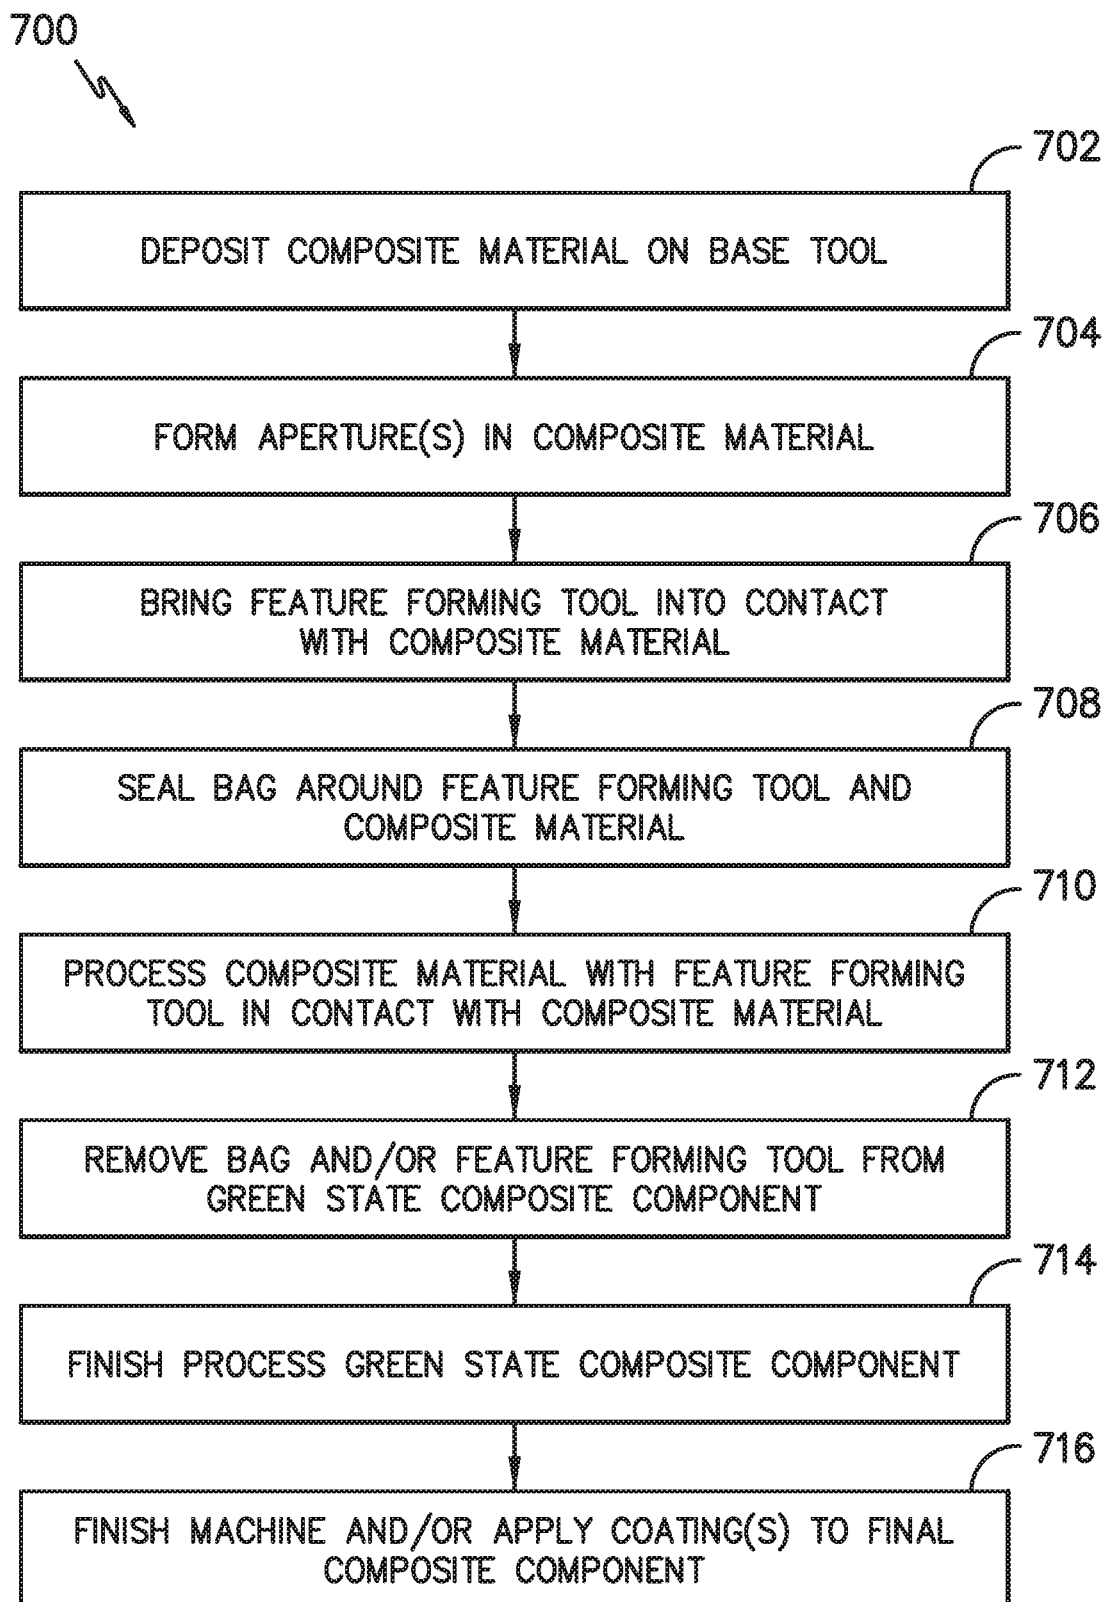 700
702
DEPOSIT COMPOSITE MATERIAL ON BASE TOOL
704
FORM APERTURE(S) IN COMPOSITE MATERIAL
706
BRING FEATURE FORMING TOOL INTO CONTACT
WITH COMPOSITE MATERIAL
708
SEAL BAG AROUND FEATURE FORMING TOOL AND
COMPOSITE MATERIAL
710
PROCESS COMPOSITE MATERIAL WITH FEATURE FORMING
TOOL IN CONTACT WITH COMPOSITE MATERIAL
712
REMOVE BAG AND/OR FEATURE FORMING TOOL FROM
GREEN STATE COMPOSITE COMPONENT
714
FINISH PROCESS GREEN STATE COMPOSITE COMPONENT
716
FINISH MACHINE AND/OR APPLY COATING(S) TO FINAL
COMPOSITE COMPONENT